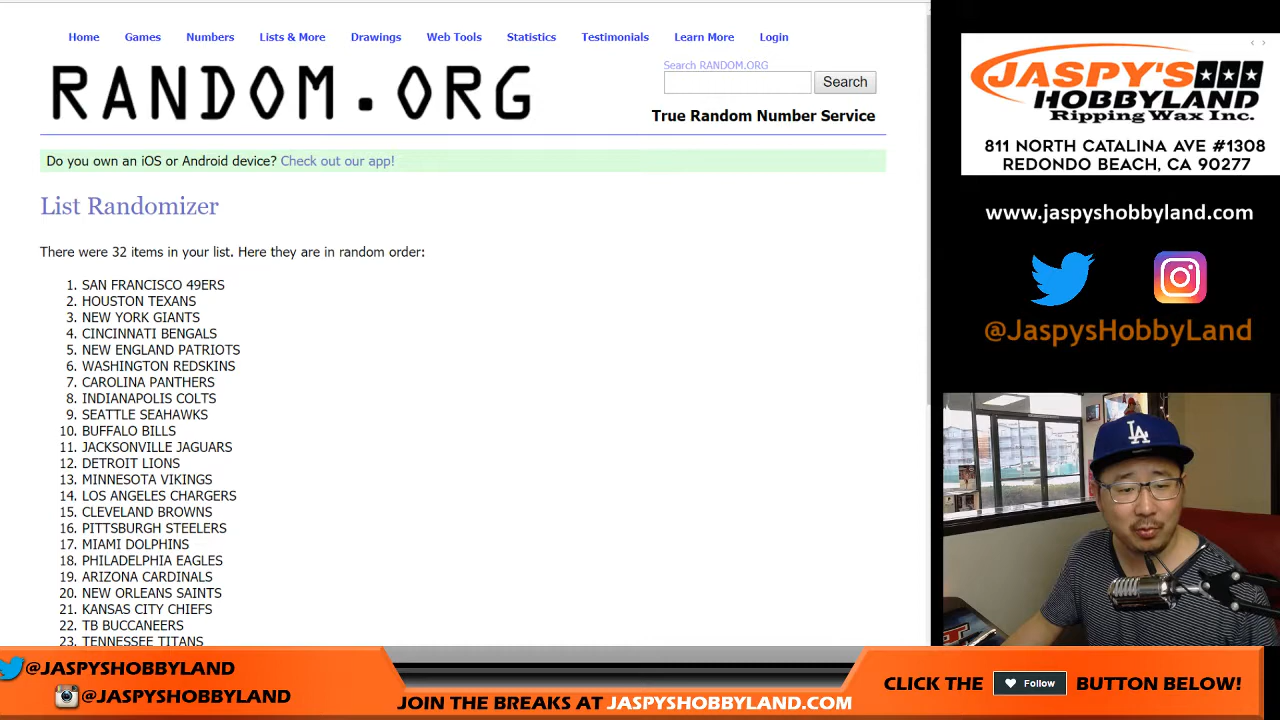 Home Games Numbers Lists & More Drawings Web Tools Statistics Testimonials Learn More Login
RANDOM.ORG
Search RANDOM.ORG
Search
True Random Number Service
Do you own an iOS or Android device? Check out our app!
List Randomizer
There were 32 items in your list. Here they are in random order:
1. SAN FRANCISCO 49ERS
2. HOUSTON TEXANS
3. NEW YORK GIANTS
4. CINCINNATI BENGALS
5. NEW ENGLAND PATRIOTS
6. WASHINGTON REDSKINS
7. CAROLINA PANTHERS
8. INDIANAPOLIS COLTS
9. SEATTLE SEAHAWKS
10. BUFFALO BILLS
11. JACKSONVILLE JAGUARS
12. DETROIT LIONS
13. MINNESOTA VIKINGS
14. LOS ANGELES CHARGERS
15. CLEVELAND BROWNS
16. PITTSBURGH STEELERS
17. MIAMI DOLPHINS
18. PHILADELPHIA EAGLES
19. ARIZONA CARDINALS
20. NEW ORLEANS SAINTS
21. KANSAS CITY CHIEFS
22. TB BUCCANEERS
23. TENNESSEE TITANS
JASPY'S
HOBBYLAND
Ripping Wax Inc.
811 NORTH CATALINA AVE #1308
REDONDO BEACH, CA 90277
www.jaspyshobbyland.com
@JaspysHobbyLand
LA
@JASPYSHOBBYLAND
@JASPYSHOBBYLAND
JOIN THE BREAKS AT JASPYSHOBBYLAND.COM
CLICK THE Follow BUTTON BELOW!